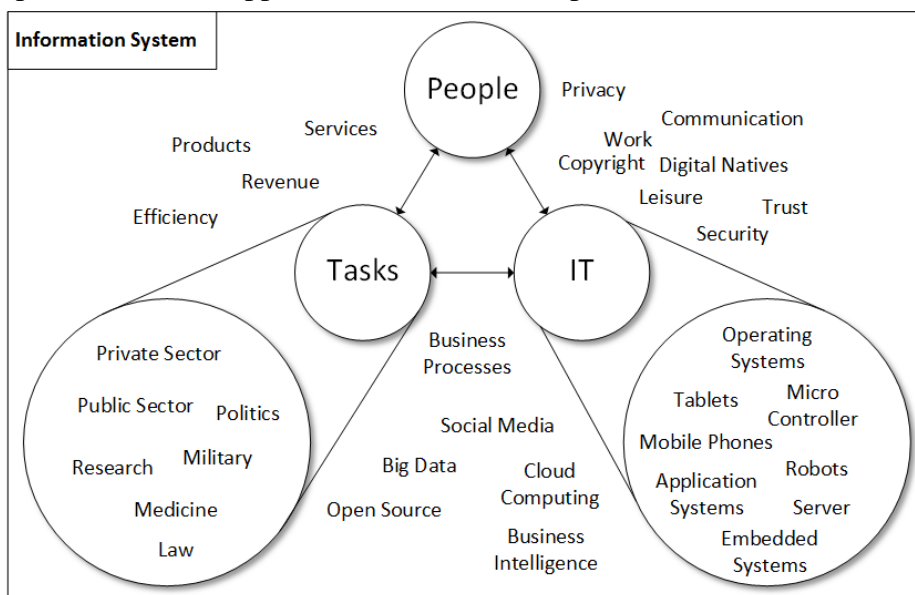 Information System
People
Privacy
Communication
Services
Products
Work
Copyright
Digital Natives
Revenue
Leisure
Trust
Efficiency
Security
Tasks
IT
Business
Processes
Private Sector
Public Sector
Politics
Research
Military
Medicine
Law
Social Media
Big Data
Cloud
Computing
Open Source
Business
Intelligence
Operating
Systems
Tablets
Micro
Controller
Mobile Phones
Application
Systems
Robots
Server
Embedded
Systems